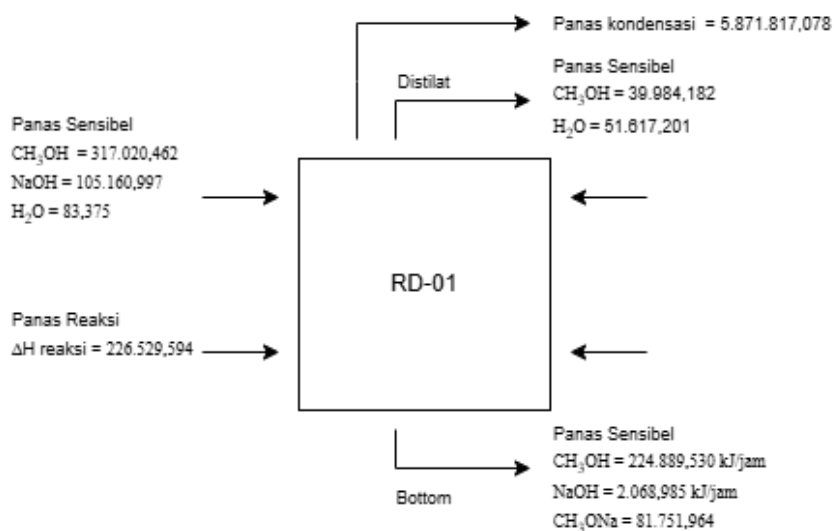 Panas kondensasi = 5.871.817,078
Distilat
Panas Sensibel
CH₃OH = 39.984,182
H₂O = 51.617,201
Panas Sensibel
CH₃OH = 317.020,462
NaOH = 105.160,997
H₂O = 83,375
RD-01
Panas Reaksi
ΔH reaksi = 226.529,594
Bottom
Panas Sensibel
CH₃OH = 224.889,530 kJ/jam
NaOH = 2.068,985 kJ/jam
CH₃ONa = 81.751,964